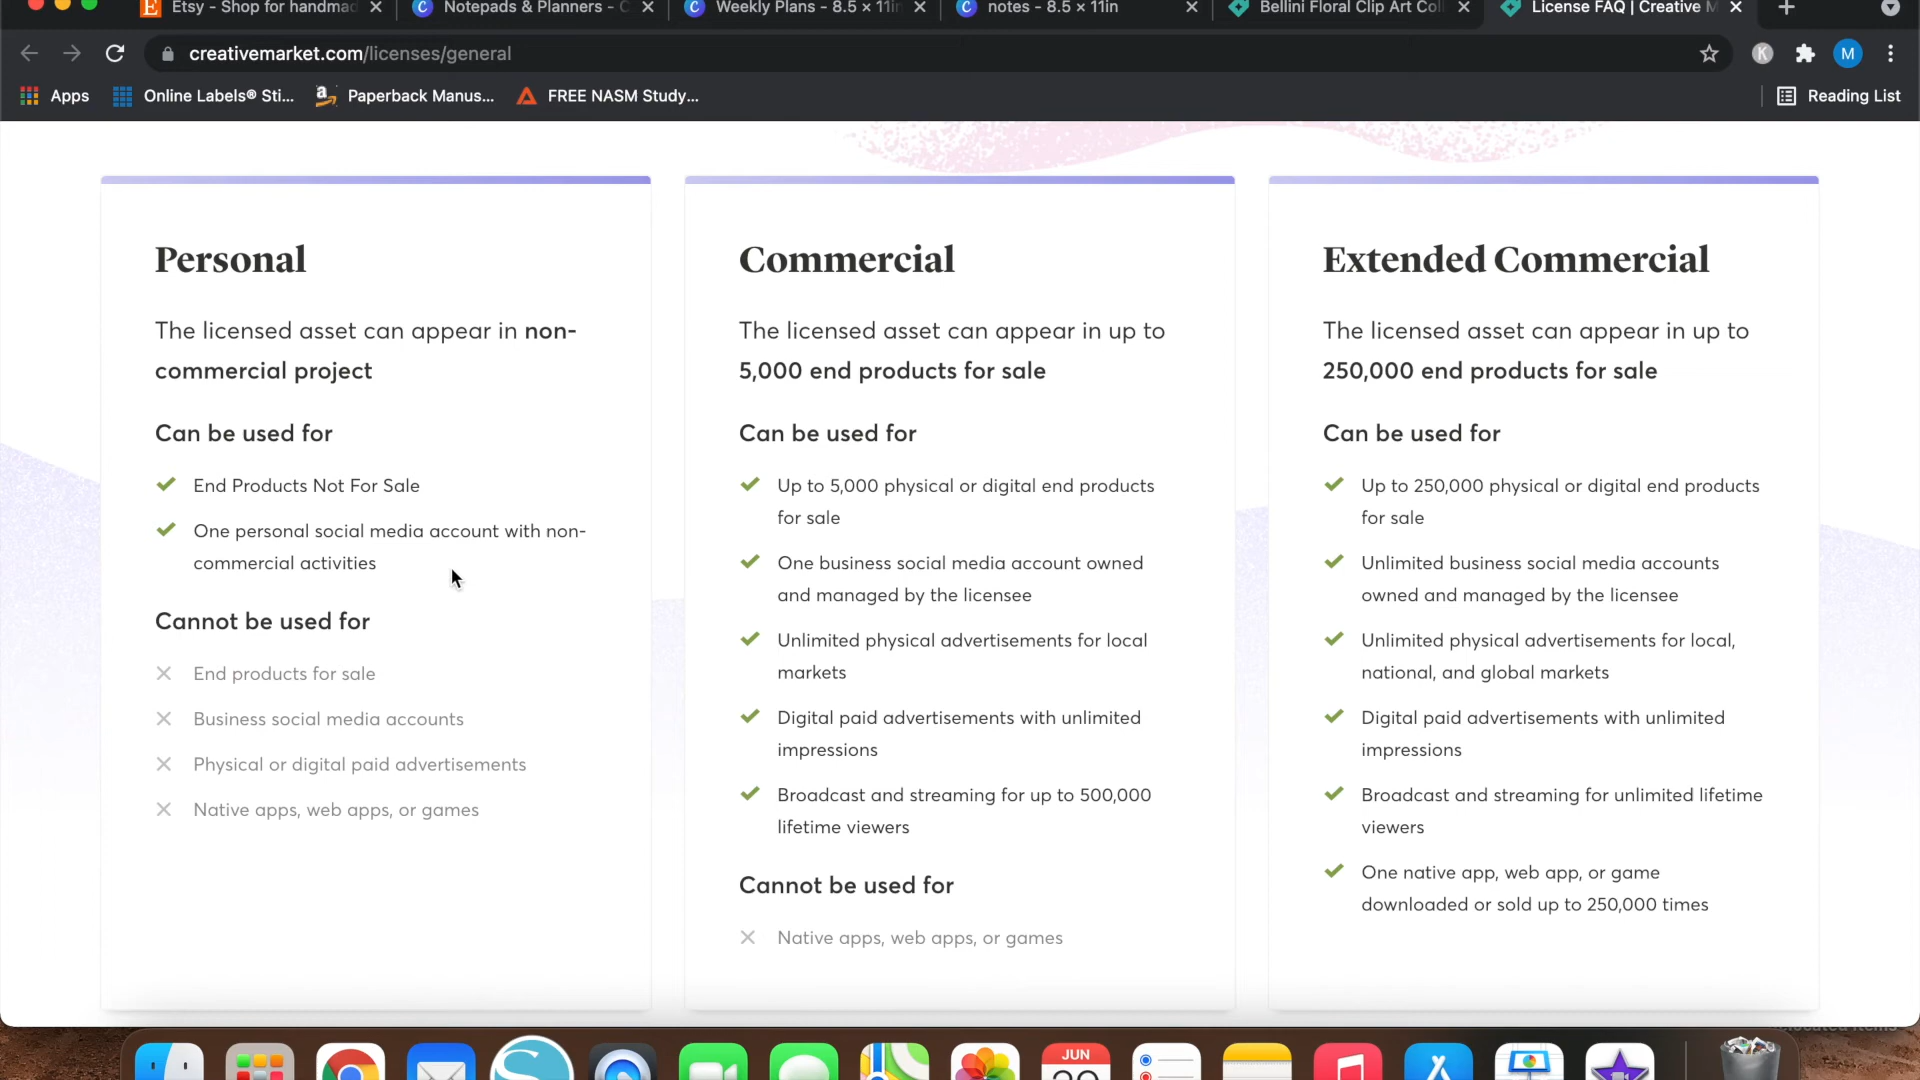 Etsy - Shop for handmad
Notepads & Planners - C
Weekly Plans - 8.5 × 11in
notes - 8.5 × 11in
Bellini Floral Clip Art Coll
License FAQ | Creative M
creativemarket.com/licenses/general
K
M
Apps
Online Labels® Sti...
Paperback Manus...
FREE NASM Study...
Reading List
Personal
The licensed asset can appear in non-
commercial project
Can be used for
End Products Not For Sale
One personal social media account with non-
commercial activities
Cannot be used for
End products for sale
Business social media accounts
Physical or digital paid advertisements
Native apps, web apps, or games
Commercial
The licensed asset can appear in up to
5,000 end products for sale
Can be used for
Up to 5,000 physical or digital end products
for sale
One business social media account owned
and managed by the licensee
Unlimited physical advertisements for local
markets
Digital paid advertisements with unlimited
impressions
Broadcast and streaming for up to 500,000
lifetime viewers
Cannot be used for
Native apps, web apps, or games
Extended Commercial
The licensed asset can appear in up to
250,000 end products for sale
Can be used for
Up to 250,000 physical or digital end products
for sale
Unlimited business social media accounts
owned and managed by the licensee
Unlimited physical advertisements for local,
national, and global markets
Digital paid advertisements with unlimited
impressions
Broadcast and streaming for unlimited lifetime
viewers
One native app, web app, or game
downloaded or sold up to 250,000 times
JUN